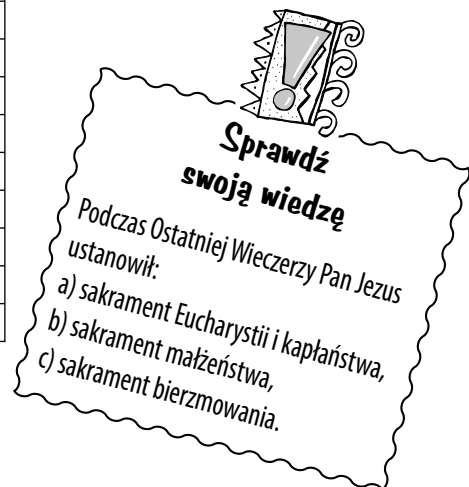 Sprawdź
swoją wiedzę
Podczas Ostatniej Wieczerzy Pan Jezus
ustanowił:
a) sakrament Eucharystii i kapłaństwa,
b) sakrament małżeństwa,
c) sakrament bierzmowania.